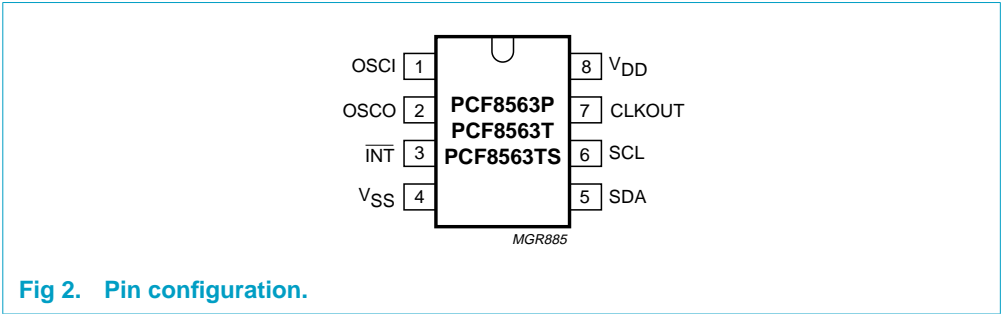 OSCI 1 8 VDD
OSCO 2 PCF8563P 7 CLKOUT
PCF8563T
INT 3 PCF8563TS 6 SCL
VSS 4 5 SDA
MGR885
Fig 2. Pin configuration.